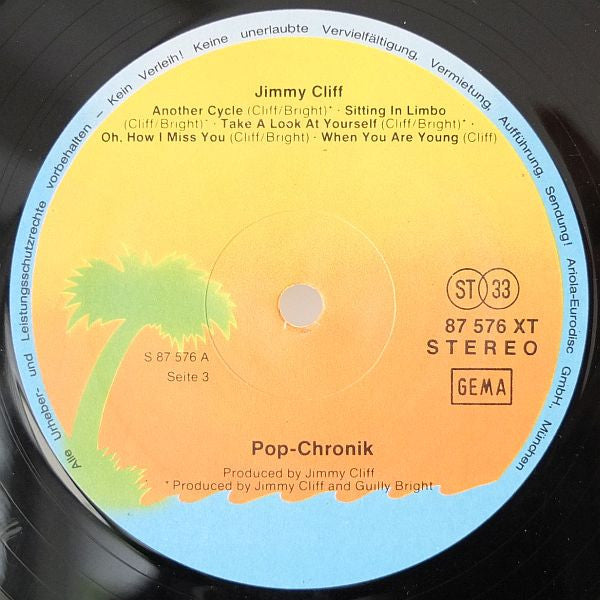 Alle Urheber- und Leistungsschutzrechte vorbehalten – Kein Verleih! Keine unerlaubte Vervielfältigung, Vermietung, Aufführung, Sendung! Ariola-Eurodisc GmbH, München
Jimmy Cliff
Another Cycle (Cliff/Bright)* · Sitting In Limbo
(Cliff/Bright)* · Take A Look At Yourself (Cliff/Bright)* ·
Oh, How I Miss You (Cliff/Bright) · When You Are Young (Cliff)
ST 33
87 576 XT
STEREO
GEMA
S 87 576 A
Seite 3
Pop-Chronik
Produced by Jimmy Cliff
*Produced by Jimmy Cliff and Guilly Bright